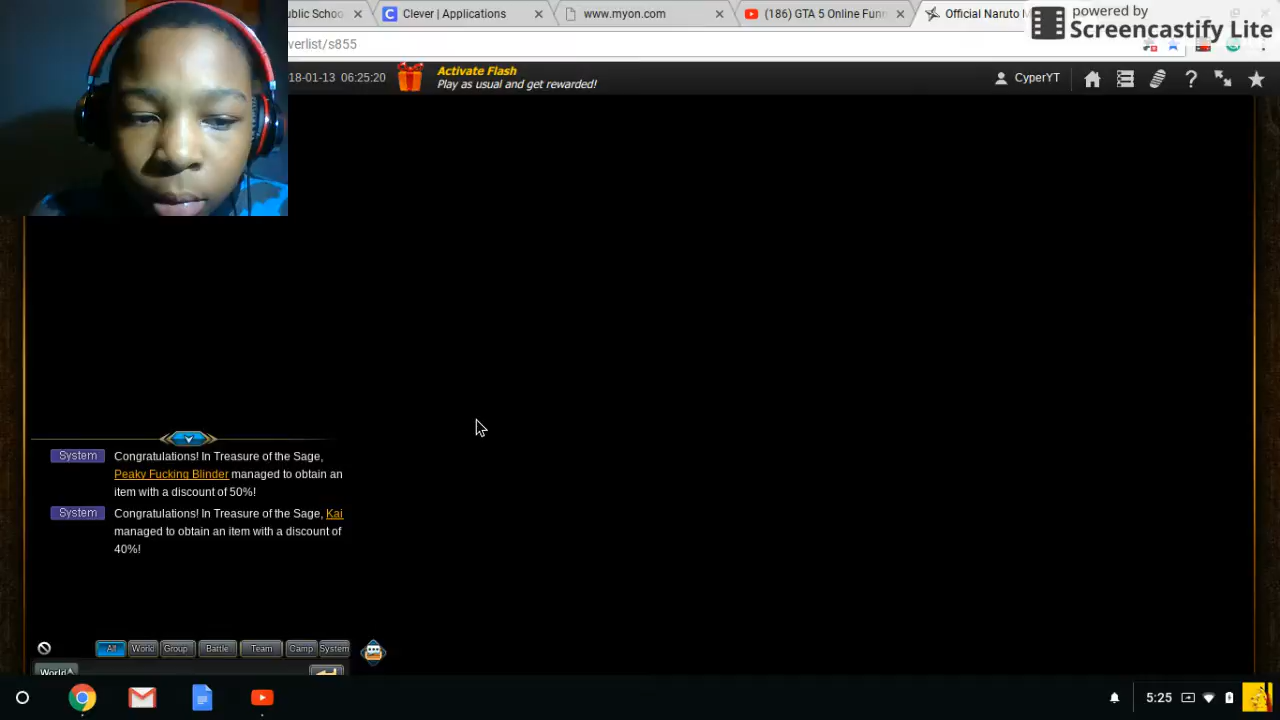 ublic Schoo
Clever | Applications
www.myon.com
(186) GTA 5 Online Funn
Official Naruto
powered by
Screencastify Lite
verlist/s855
018-01-13 06:25:20
Activate Flash
Play as usual and get rewarded!
CyperYT
System
Congratulations! In Treasure of the Sage,
Peaky Fucking Blinder managed to obtain an
item with a discount of 50%!
System
Congratulations! In Treasure of the Sage, Kai
managed to obtain an item with a discount of
40%!
All World Group Battle Team Camp System
World
5:25